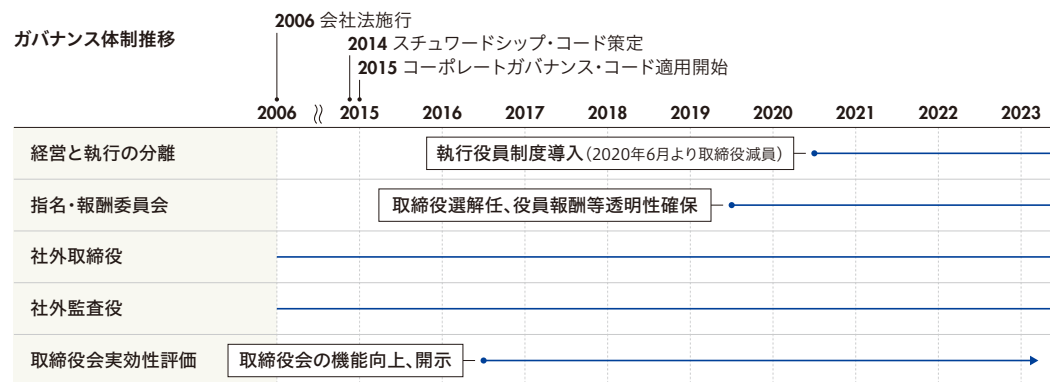 ガバナンス体制推移
2006 会社法施行
2014 スチュワードシップ・コード策定
2015 コーポレートガバナンス・コード適用開始
2006 2015 2016 2017 2018 2019 2020 2021 2022 2023
経営と執行の分離 執行役員制度導入(2020年6月より取締役減員)
指名・報酬委員会 取締役選解任、役員報酬等透明性確保
社外取締役
社外監査役
取締役会実効性評価 取締役会の機能向上、開示